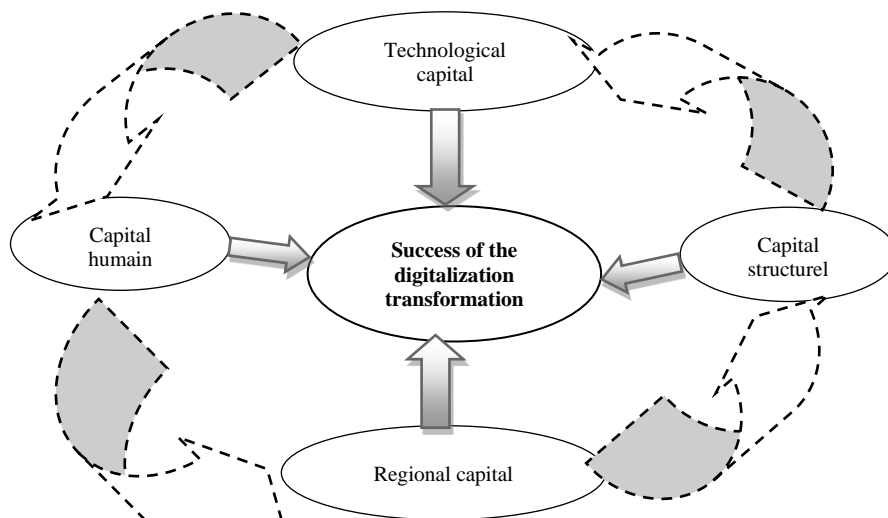 Technological
capital
Capital
humain
Success of the
digitalization
transformation
Capital
structurel
Regional capital